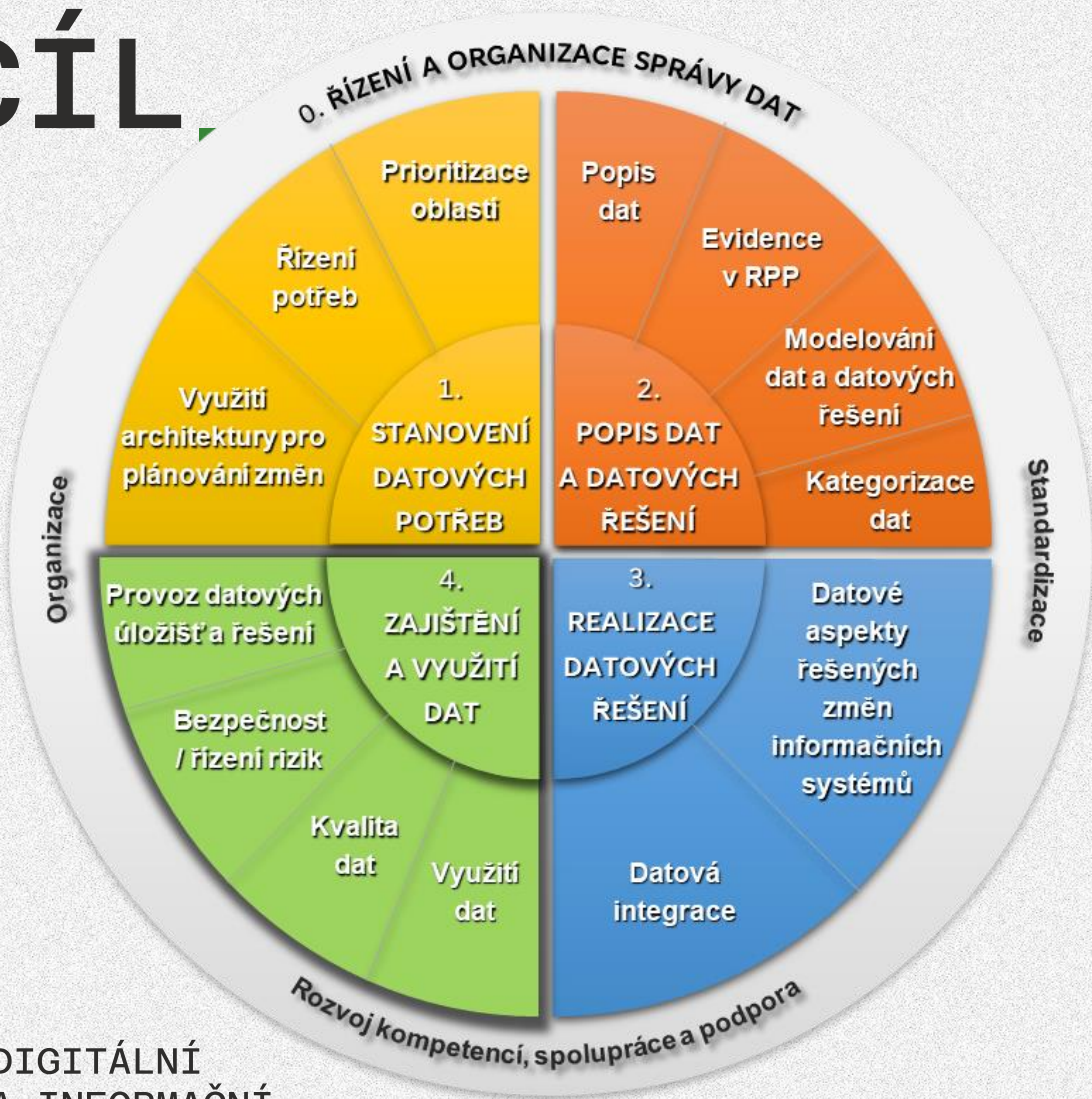 CÍL
0. ŘÍZENÍ A ORGANIZACE SPRÁVY DAT
Prioritizace
oblastí
Řízení
potřeb
Využití
architektury pro
plánování změn
1.
STANOVENÍ
DATOVÝCH
POTŘEB
Popis
dat
Evidence
v RPP
Modelování
dat a datových
řešení
Kategorizace
dat
2.
POPIS DAT
A DATOVÝCH
ŘEŠENÍ
Organizace
Standardizace
Provoz datových
úložišť a řešení
Bezpečnost
/ řízení rizik
Kvalita
dat
Využití
dat
4.
ZAJIŠTĚNÍ
A VYUŽITÍ
DAT
3.
REALIZACE
DATOVÝCH
ŘEŠENÍ
Datové
aspekty
řešených
změn
informačních
systémů
Datová
integrace
Rozvoj kompetencí, spolupráce a podpora
DIGITÁLNÍ
A INFORMAČNÍ